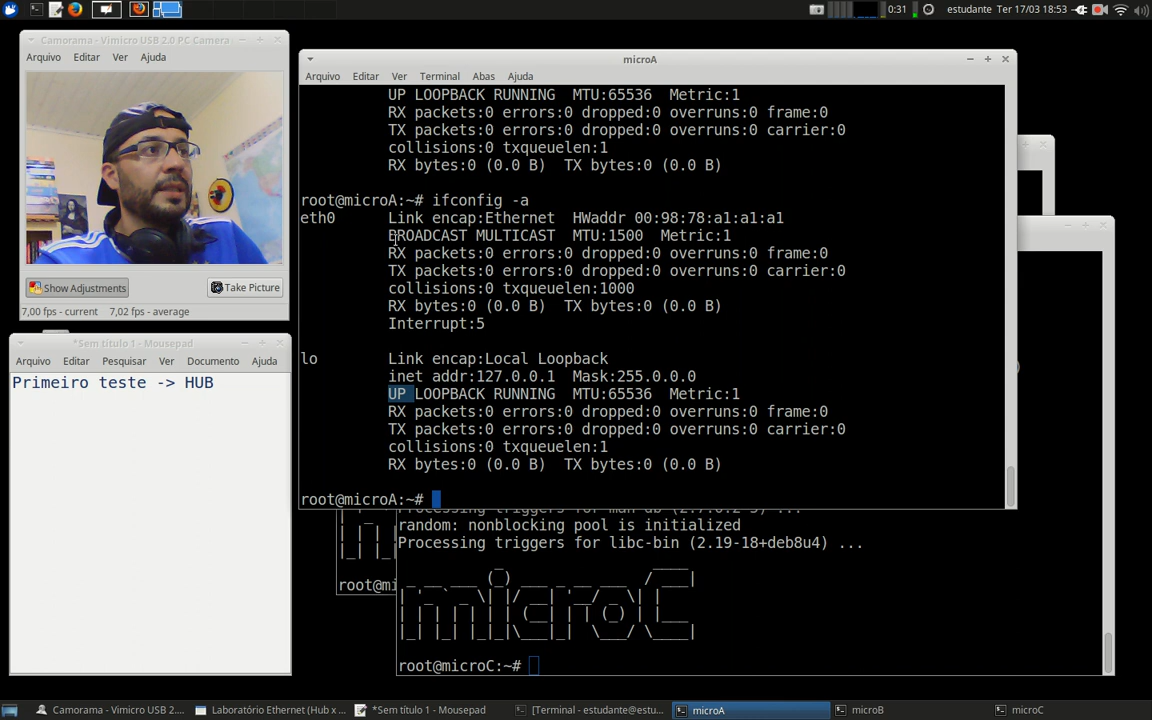 0:31 estudante Ter 17/03 18:53
Camorama - Vimicro USB 2.0 PC Camera
Arquivo Editar Ver Ajuda
Show Adjustments Take Picture
7,00 fps - current 7,02 fps - average
*Sem título 1 - Mousepad
Arquivo Editar Pesquisar Ver Documento Ajuda
Primeiro teste -> HUB
microA
Arquivo Editar Ver Terminal Abas Ajuda
UP LOOPBACK RUNNING MTU:65536 Metric:1
RX packets:0 errors:0 dropped:0 overruns:0 frame:0
TX packets:0 errors:0 dropped:0 overruns:0 carrier:0
collisions:0 txqueuelen:1
RX bytes:0 (0.0 B) TX bytes:0 (0.0 B)
root@microA:~# ifconfig -a
eth0 Link encap:Ethernet HWaddr 00:98:78:a1:a1:a1
BROADCAST MULTICAST MTU:1500 Metric:1
RX packets:0 errors:0 dropped:0 overruns:0 frame:0
TX packets:0 errors:0 dropped:0 overruns:0 carrier:0
collisions:0 txqueuelen:1000
RX bytes:0 (0.0 B) TX bytes:0 (0.0 B)
Interrupt:5
lo Link encap:Local Loopback
inet addr:127.0.0.1 Mask:255.0.0.0
UP LOOPBACK RUNNING MTU:65536 Metric:1
RX packets:0 errors:0 dropped:0 overruns:0 frame:0
TX packets:0 errors:0 dropped:0 overruns:0 carrier:0
collisions:0 txqueuelen:1
RX bytes:0 (0.0 B) TX bytes:0 (0.0 B)
root@microA:~#
random: nonblocking pool is initialized
Processing triggers for libc-bin (2.19-18+deb8u4) ...
microC
root@mi
root@microC:~#
Camorama - Vimicro USB 2.... Laboratório Ethernet (Hub x ... *Sem título 1 - Mousepad [Terminal - estudante@estu... microA microB microC